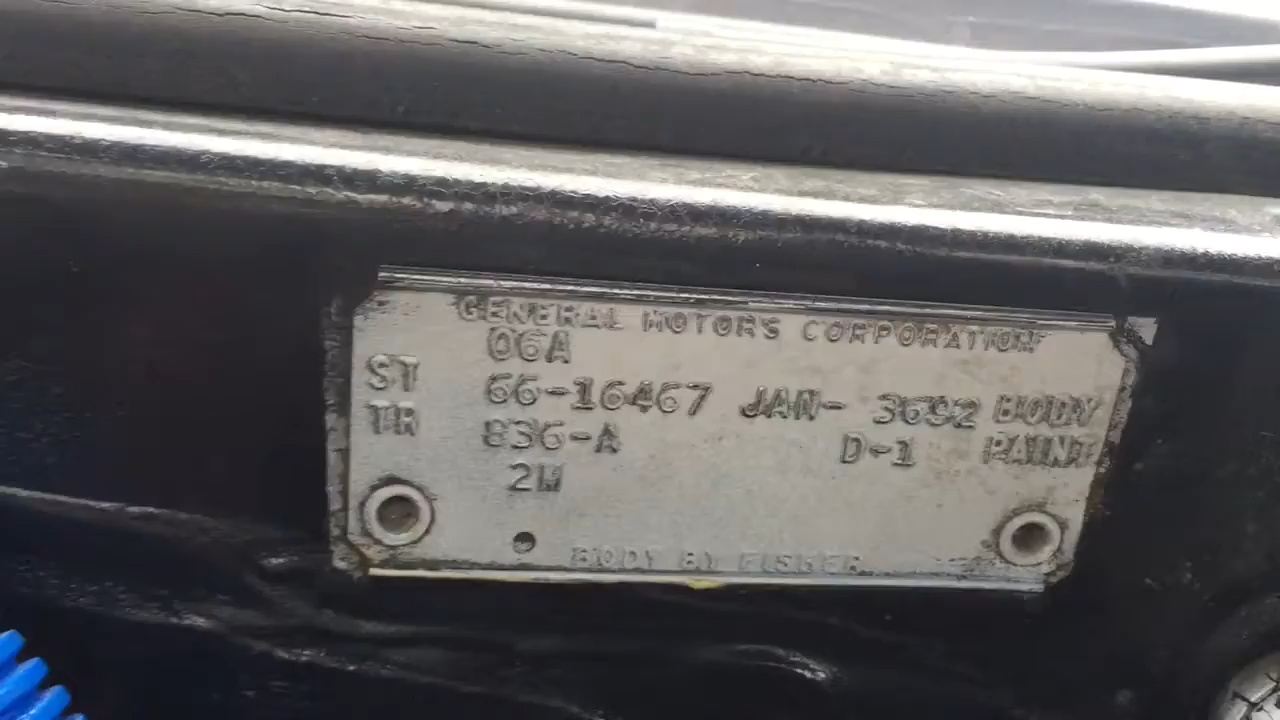 GENERAL MOTORS CORPORATION
06A
ST 66-16467 JAN- 3692 BODY
TR 836-A D-1 PAINT
2M
BODY BY FISHER